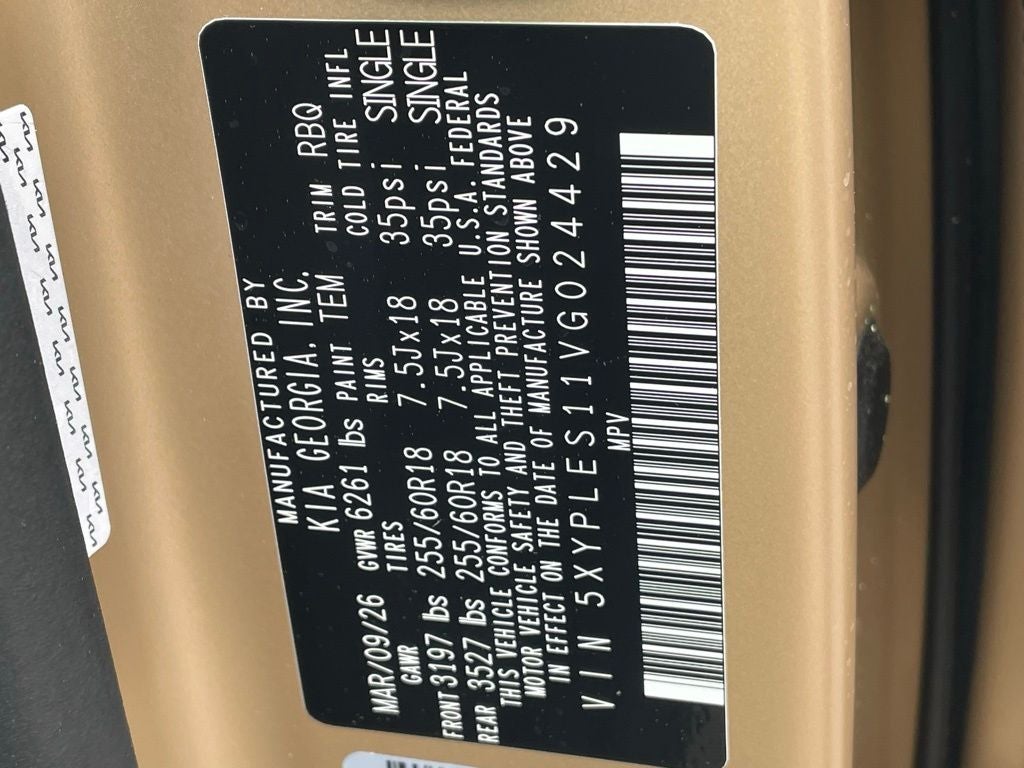 MANUFACTURED BY
KIA GEORGIA, INC.
MAR/09/26 GVWR 6261 lbs PAINT TEM TRIM RBQ
GAWR TIRES RIMS COLD TIRE INFL
FRONT 3197 lbs 255/60R18 7.5Jx18 35psi SINGLE
REAR 3527 lbs 255/60R18 7.5Jx18 35psi SINGLE
THIS VEHICLE CONFORMS TO ALL APPLICABLE U.S.A. FEDERAL
MOTOR VEHICLE SAFETY AND THEFT PREVENTION STANDARDS
IN EFFECT ON THE DATE OF MANUFACTURE SHOWN ABOVE
VIN 5XYPLES11VG024429
MPV